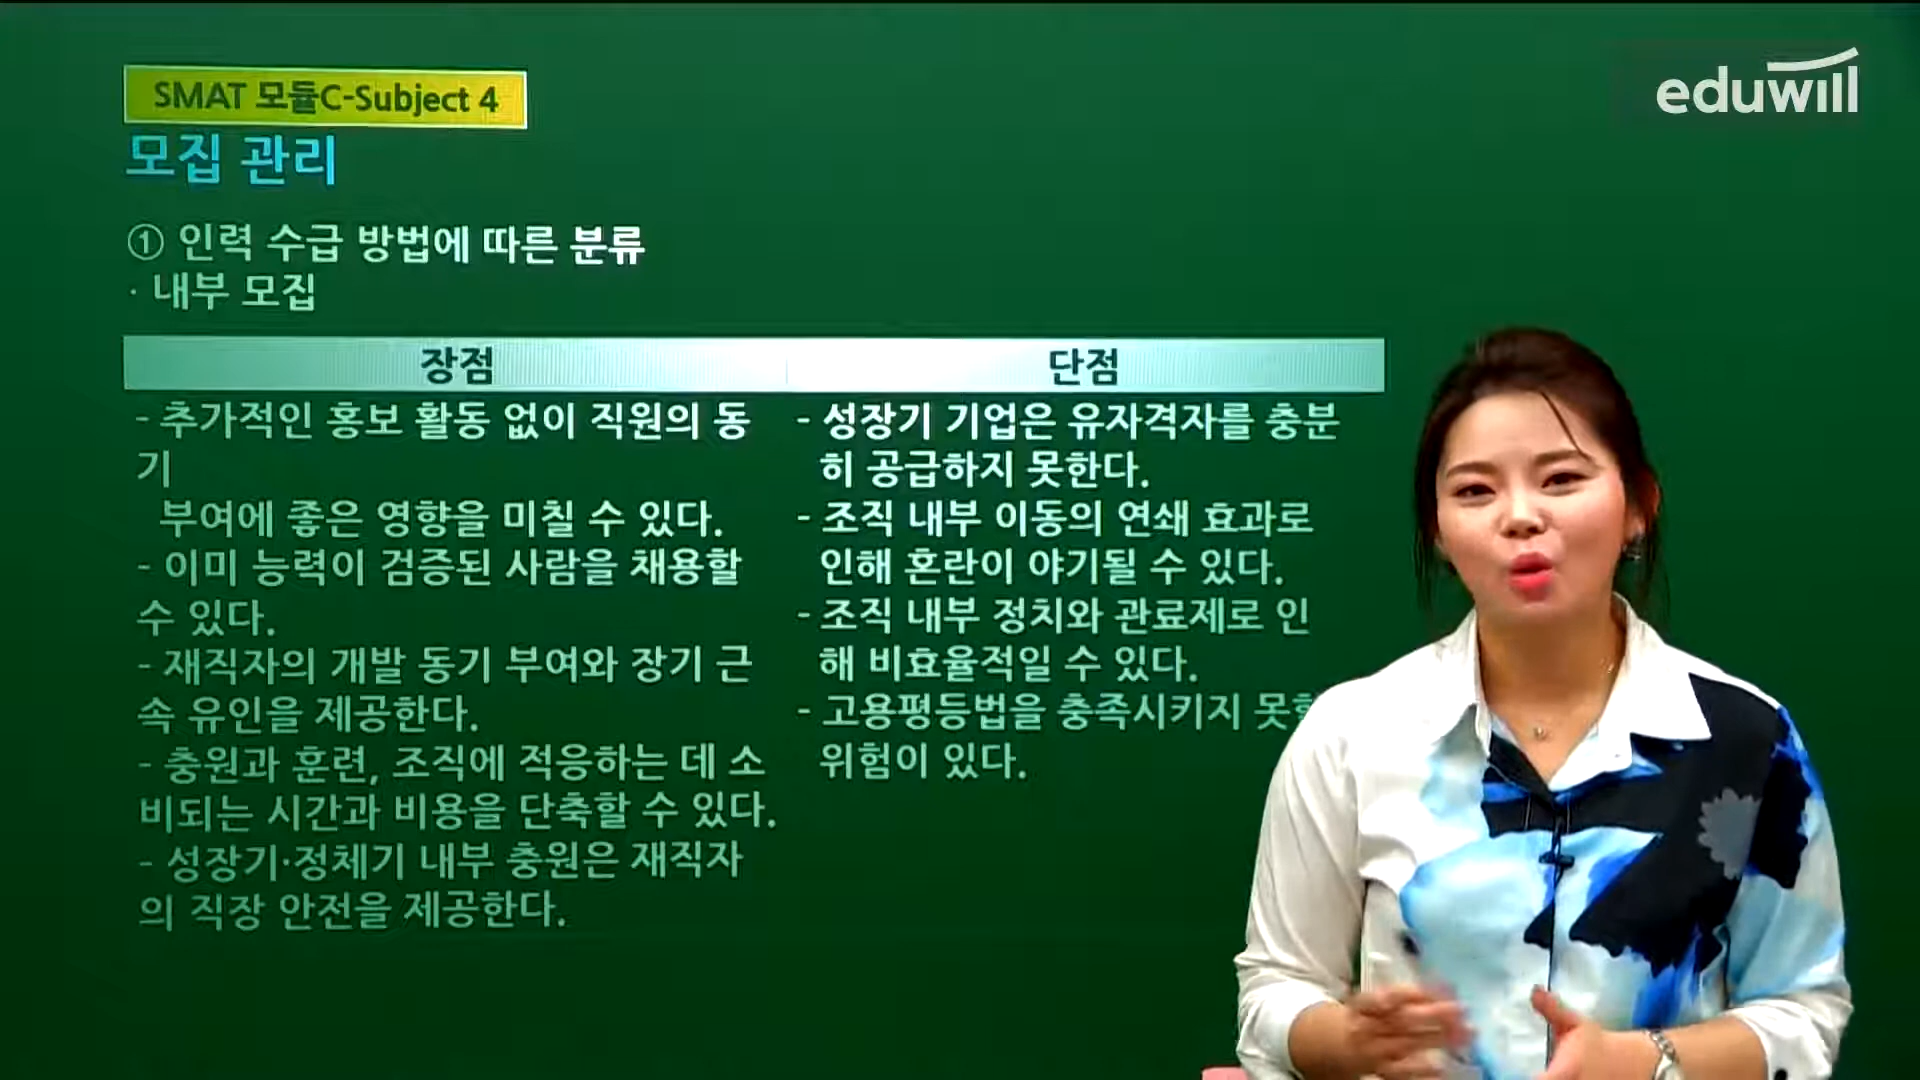 SMAT 모듈C-Subject 4
eduwill
모집 관리
① 인력 수급 방법에 따른 분류
· 내부 모집
장점
- 추가적인 홍보 활동 없이 직원의 동
기
부여에 좋은 영향을 미칠 수 있다.
- 이미 능력이 검증된 사람을 채용할
수 있다.
- 재직자의 개발 동기 부여와 장기 근
속 유인을 제공한다.
- 충원과 훈련, 조직에 적응하는 데 소
비되는 시간과 비용을 단축할 수 있다.
- 성장기·정체기 내부 충원은 재직자
의 직장 안전을 제공한다.
단점
- 성장기 기업은 유자격자를 충분
히 공급하지 못한다.
- 조직 내부 이동의 연쇄 효과로
인해 혼란이 야기될 수 있다.
- 조직 내부 정치와 관료제로 인
해 비효율적일 수 있다.
- 고용평등법을 충족시키지
위험이 있다.